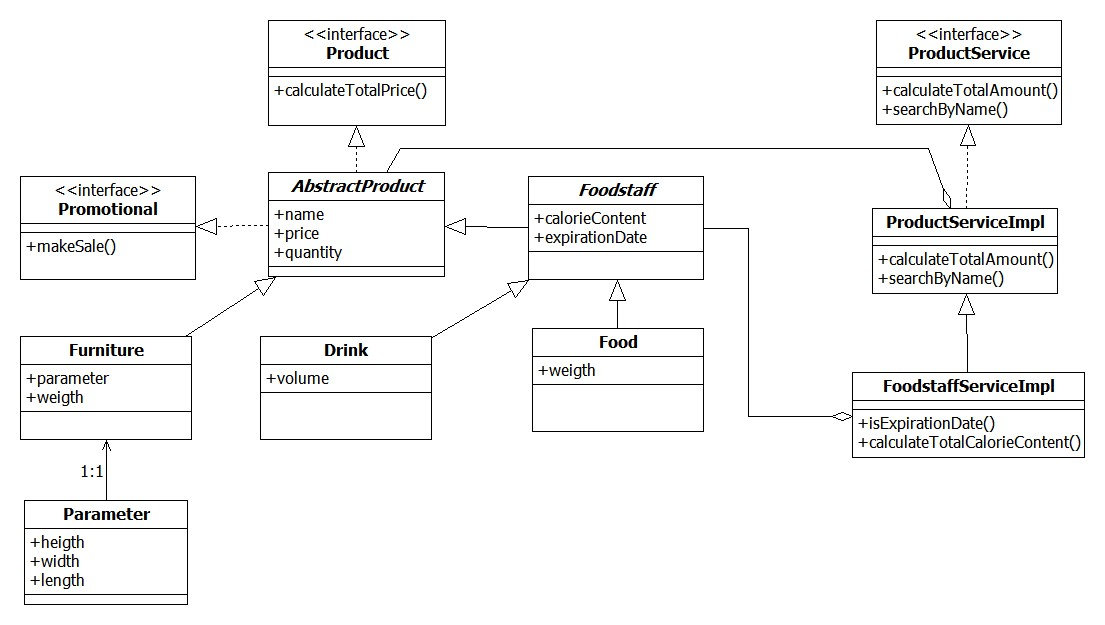 <<interface>>
Product
+calculateTotalPrice()
<<interface>>
ProductService
+calculateTotalAmount()
+searchByName()
<<interface>>
Promotional
+makeSale()
AbstractProduct
+name
+price
+quantity
Foodstaff
+calorieContent
+expirationDate
ProductServiceImpl
+calculateTotalAmount()
+searchByName()
Furniture
+parameter
+weigth
Drink
+volume
Food
+weigth
FoodstaffServiceImpl
+isExpirationDate()
+calculateTotalCalorieContent()
1:1
Parameter
+heigth
+width
+length